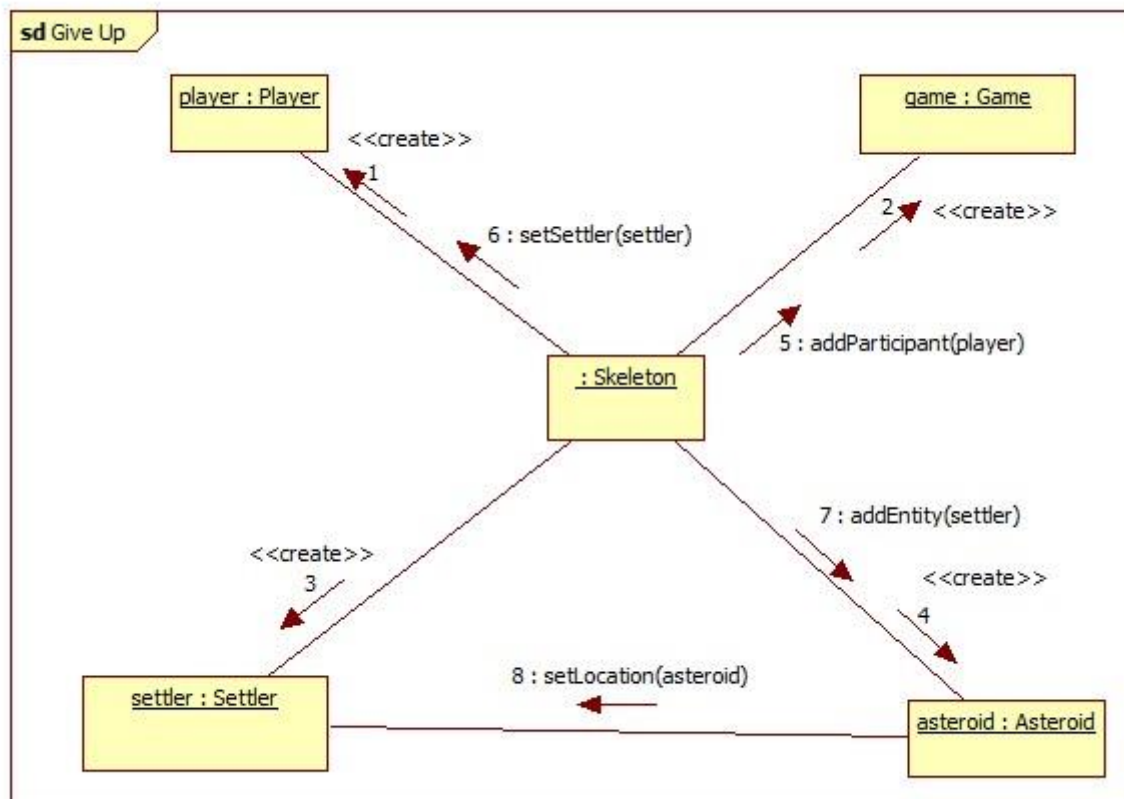 sd Give Up
player : Player
game : Game
<<create>>
1
2
<<create>>
6 : setSettler(settler)
5 : addParticipant(player)
: Skeleton
7 : addEntity(settler)
<<create>>
3
<<create>>
4
8 : setLocation(asteroid)
settler : Settler
asteroid : Asteroid